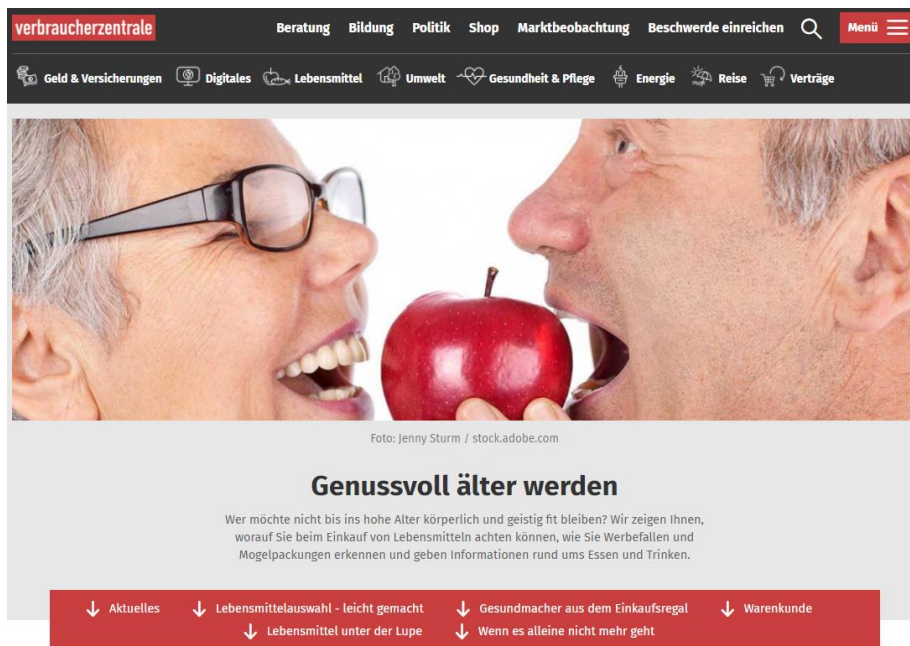 verbraucherzentrale
Beratung Bildung Politik Shop Marktbeobachtung Beschwerde einreichen Menü
Geld & Versicherungen Digitales Lebensmittel Umwelt Gesundheit & Pflege Energie Reise Verträge
Foto: Jenny Sturm / stock.adobe.com
Genussvoll älter werden
Wer möchte nicht bis ins hohe Alter körperlich und geistig fit bleiben? Wir zeigen Ihnen,
worauf Sie beim Einkauf von Lebensmitteln achten können, wie Sie Werbefallen und
Mogelpackungen erkennen und geben Informationen rund ums Essen und Trinken.
Aktuelles Lebensmittelauswahl - leicht gemacht Gesundmacher aus dem Einkaufsregal Warenkunde
Lebensmittel unter der Lupe Wenn es alleine nicht mehr geht